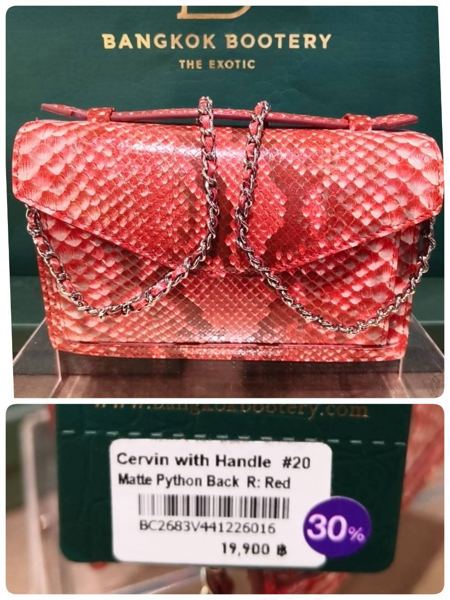 BANGKOK BOOTERY
THE EXOTIC
www.BANGKOKBOOTERY.com
Cervin with Handle #20
Matte Python Back R: Red
BC2683V441226016
19,900 ฿
30%